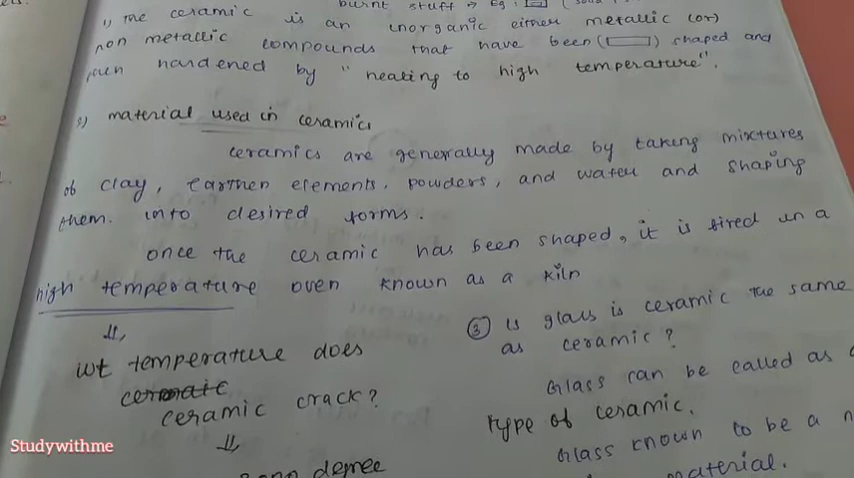 burnt stuff → Eg:
1) The ceramic is an inorganic either metallic (or)
non metallic compounds that have been ( ) shaped and
hardened by "heating to high temperature".
2) material used in ceramics
ceramics are generally made by taking mixtures
of clay, earthen elements, powders, and water and shaping
them into desired forms.
once the ceramic has been shaped, it is fired in a
high temperature oven known as a kiln
wt temperature does
ceramic crack?
degree
③ is glass is ceramic the same
as ceramic?
Glass can be called as a
type of ceramic.
Glass known to be a n
material.
Studywithme